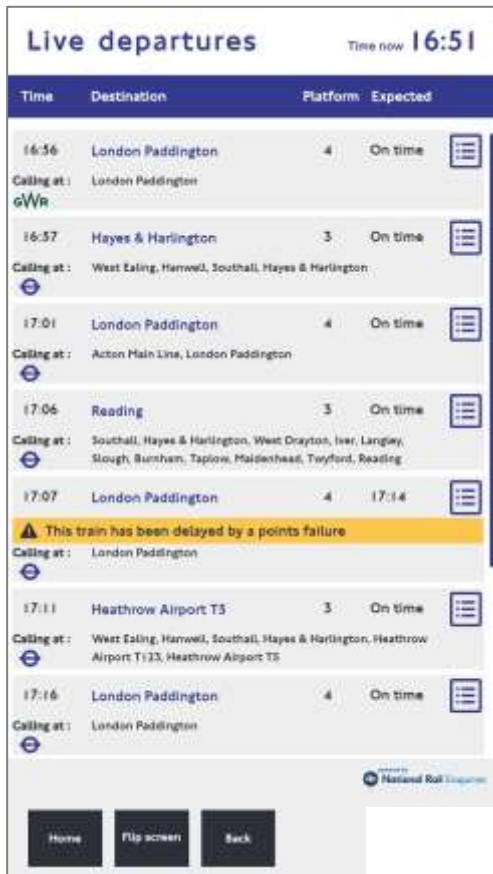 Live departures
Time now 16:51
Time Destination Platform Expected
16:56 London Paddington 4 On time
Calling at : London Paddington
GWR
16:57 Hayes & Harlington 3 On time
Calling at : West Ealing, Hanwell, Southall, Hayes & Harlington
17:01 London Paddington 4 On time
Calling at : Acton Main Line, London Paddington
17:06 Reading 3 On time
Calling at : Southall, Hayes & Harlington, West Drayton, Iver, Langley,
Slough, Burnham, Taplow, Maidenhead, Twyford, Reading
17:07 London Paddington 4 17:14
This train has been delayed by a points failure
Calling at : London Paddington
17:11 Heathrow Airport T5 3 On time
Calling at : West Ealing, Hanwell, Southall, Hayes & Harlington, Heathrow
Airport T123, Heathrow Airport T5
17:16 London Paddington 4 On time
Calling at : London Paddington
National Rail Enquiries
Home Flip screen Back